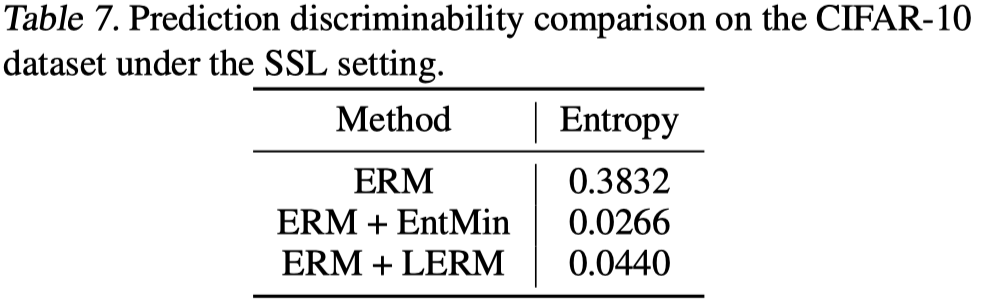 Table 7. Prediction discriminability comparison on the CIFAR-10
dataset under the SSL setting.
Method Entropy
ERM 0.3832
ERM + EntMin 0.0266
ERM + LERM 0.0440